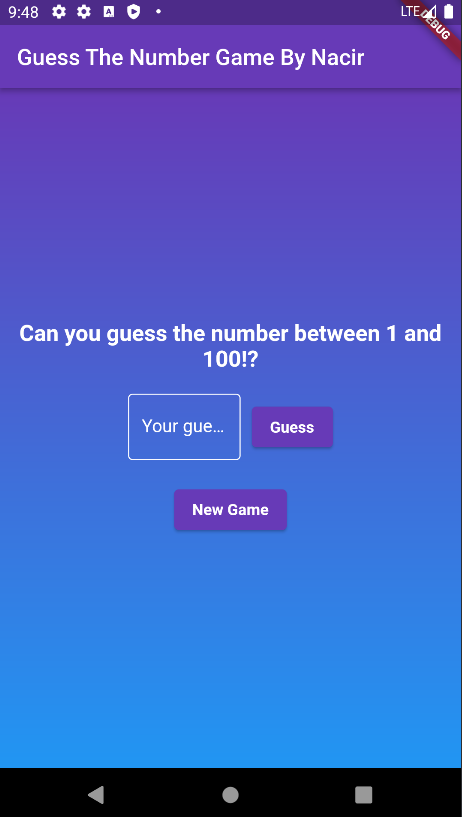 9:48 LTE
DEBUG
Guess The Number Game By Nacir
Can you guess the number between 1 and
100!?
Your gue... Guess
New Game